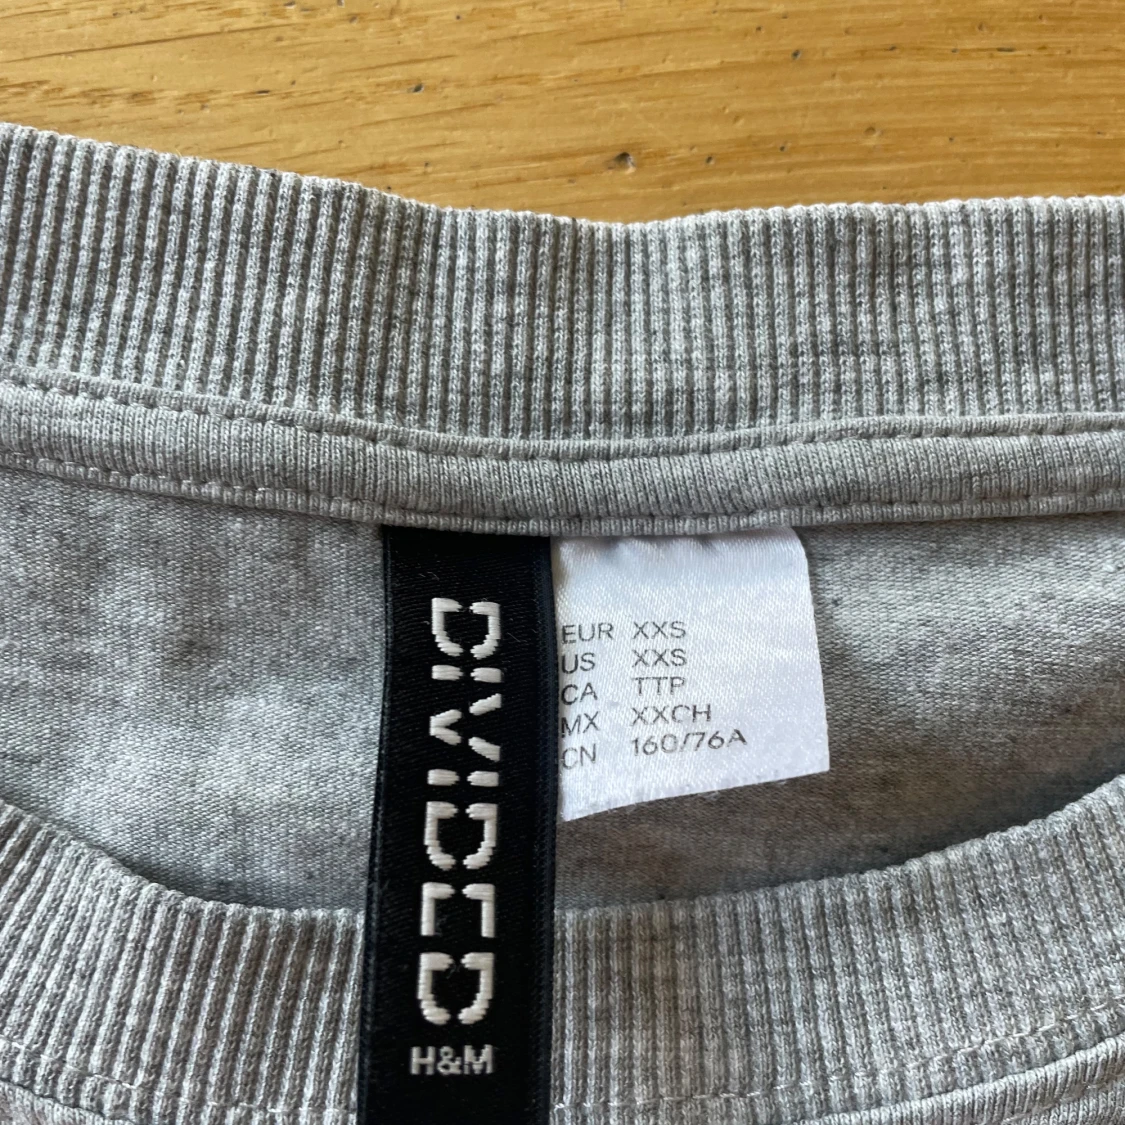 DIVIDED
H&M
EUR XXS
US XXS
CA TTP
MX XXCH
CN 160/76A